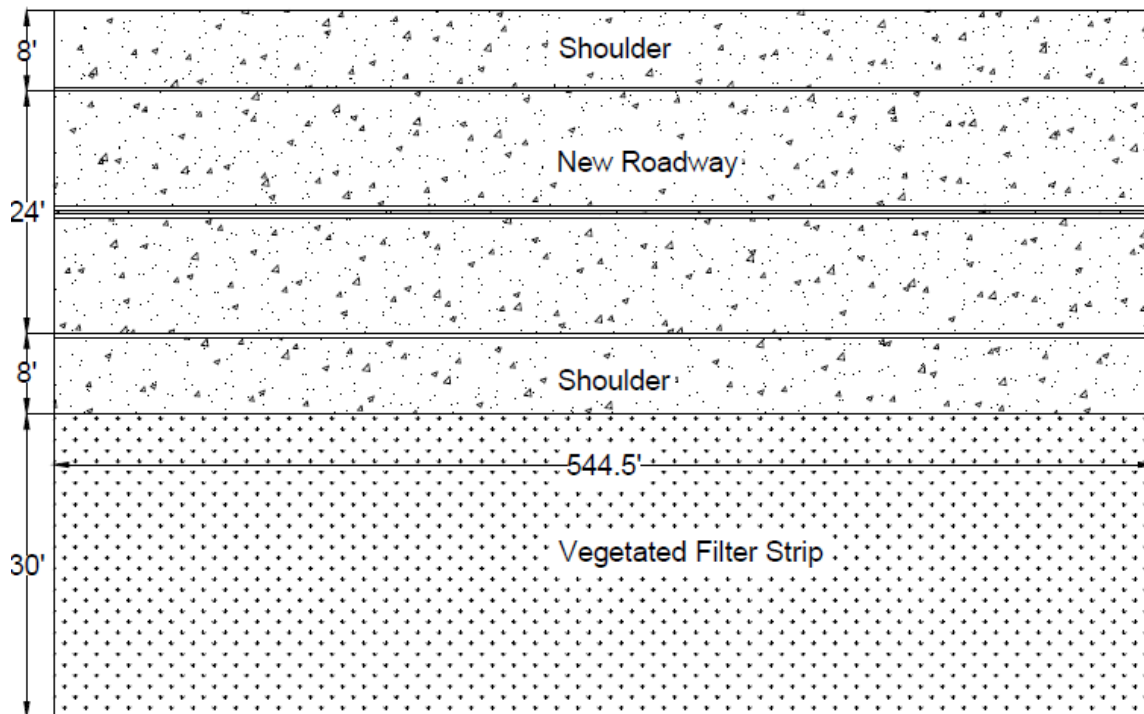 8'
Shoulder
New Roadway
24'
8'
Shoulder
544.5'
Vegetated Filter Strip
30'